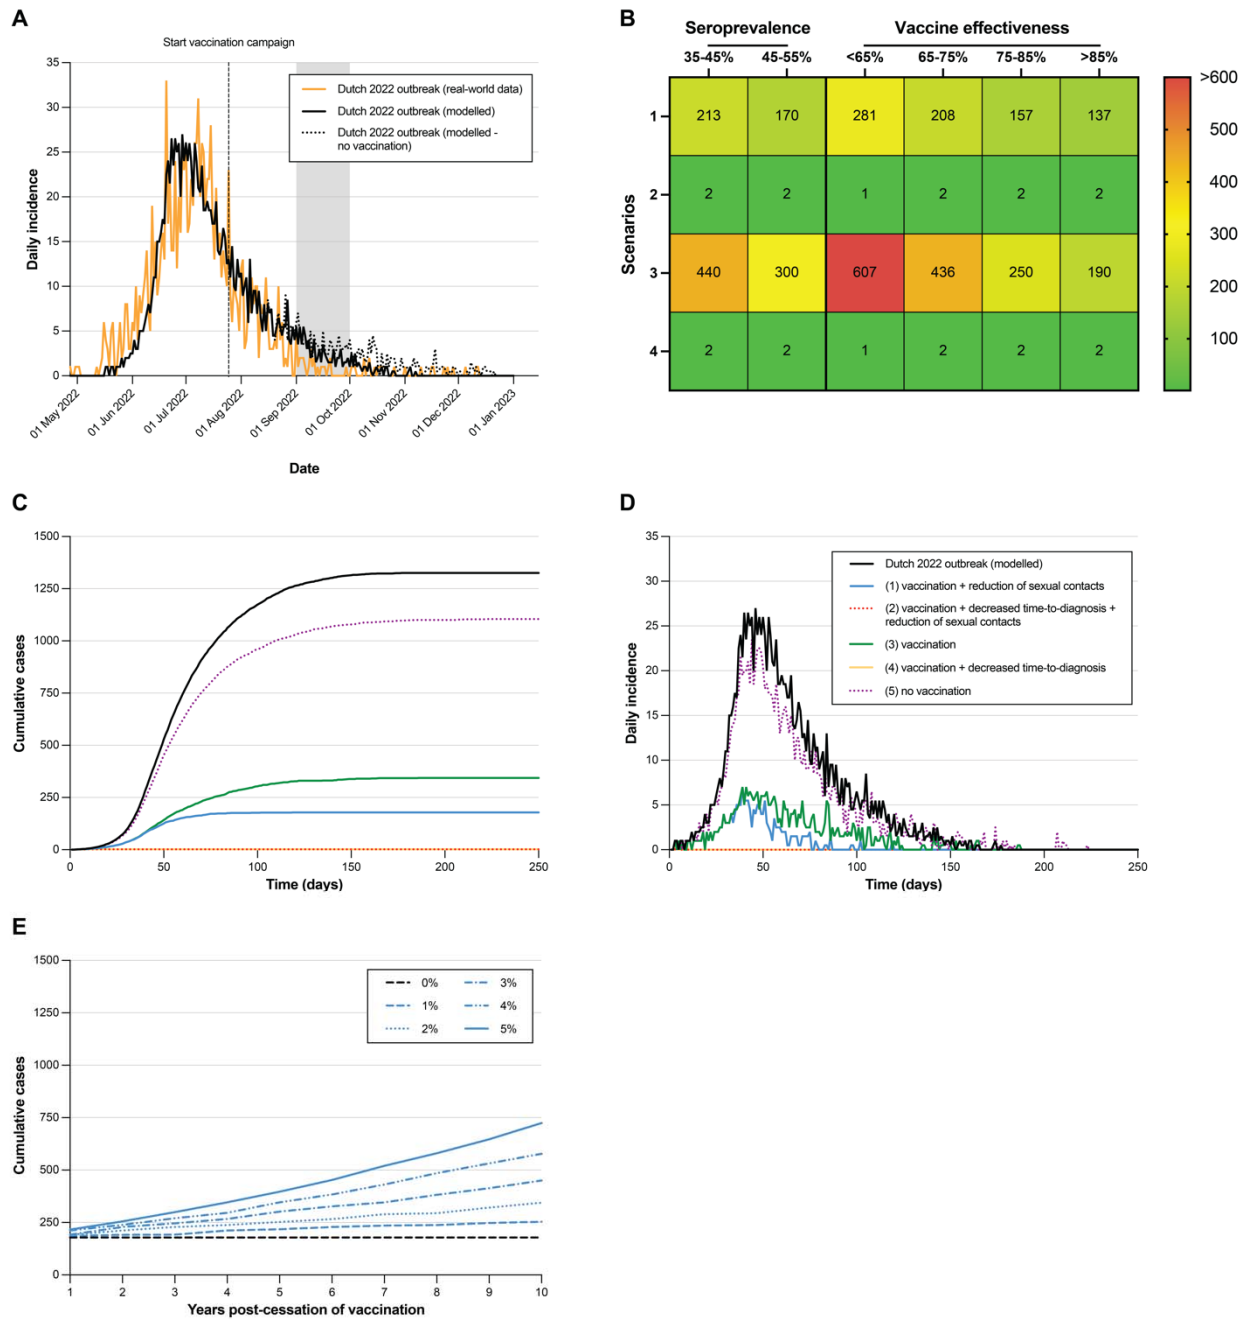 A
Start vaccination campaign
35
30
25
20
15
10
5
0
Daily incidence
Dutch 2022 outbreak (real-world data)
Dutch 2022 outbreak (modelled)
Dutch 2022 outbreak (modelled -
no vaccination)
01 May 2022
01 Jun 2022
01 Jul 2022
01 Aug 2022
01 Sep 2022
01 Oct 2022
01 Nov 2022
01 Dec 2022
01 Jan 2023
Date
B
Seroprevalence Vaccine effectiveness
35-45% 45-55% <65% 65-75% 75-85% >85%
Scenarios
1 213 170 281 208 157 137
2 2 2 1 2 2 2
3 440 300 607 436 250 190
4 2 2 1 2 2 2
>600
500
400
300
200
100
C
1500
1250
1000
750
500
250
0
Cumulative cases
0 50 100 150 200 250
Time (days)
D
35
30
25
20
15
10
5
0
Daily incidence
Dutch 2022 outbreak (modelled)
(1) vaccination + reduction of sexual contacts
(2) vaccination + decreased time-to-diagnosis +
reduction of sexual contacts
(3) vaccination
(4) vaccination + decreased time-to-diagnosis
(5) no vaccination
0 50 100 150 200 250
Time (days)
E
1500
1250
1000
750
500
250
0
Cumulative cases
0% 3%
1% 4%
2% 5%
1 2 3 4 5 6 7 8 9 10
Years post-cessation of vaccination